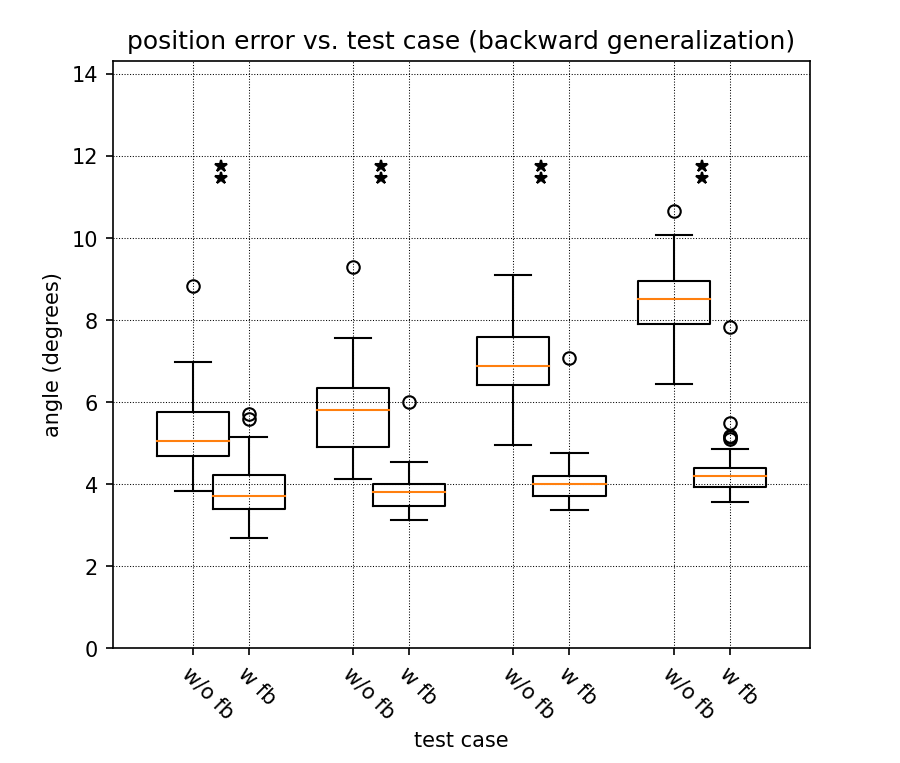 position error vs. test case (backward generalization)
14
12
10
8
6
4
2
0
angle (degrees)
w/o fb w fb w/o fb w fb w/o fb w fb w/o fb w fb
test case